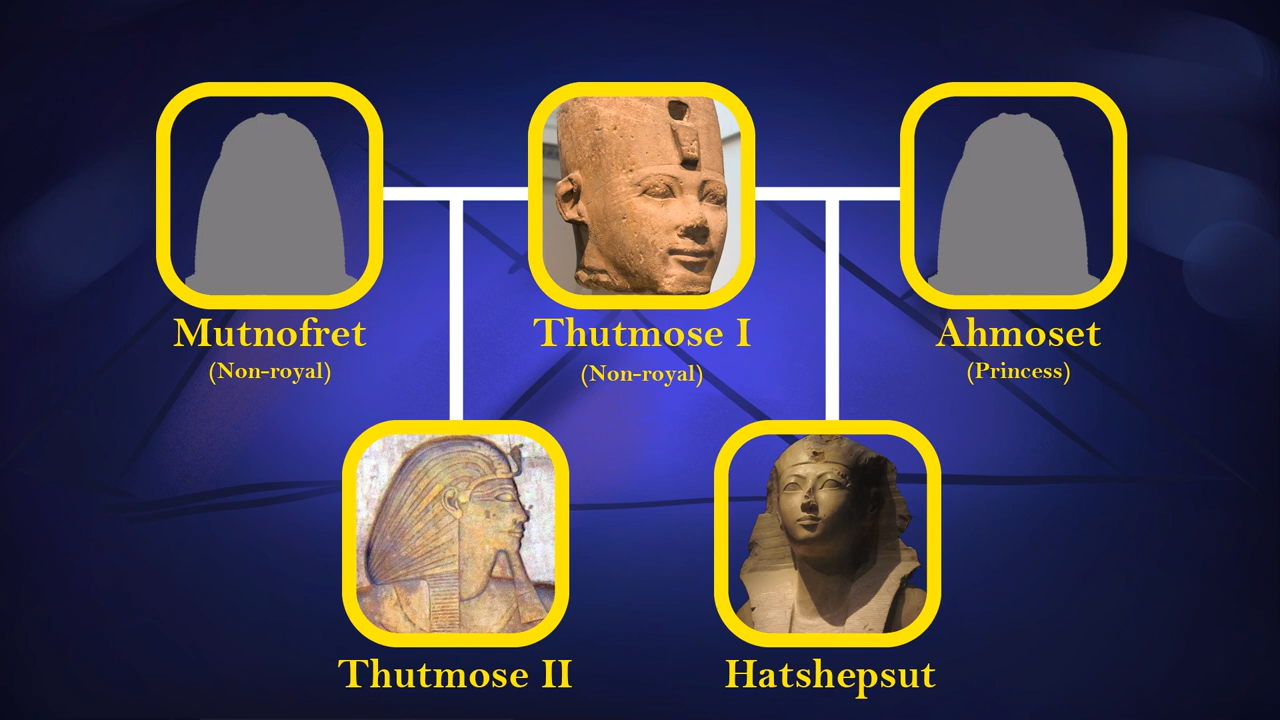 Mutnofret
(Non-royal)
Thutmose I
(Non-royal)
Ahmoset
(Princess)
Thutmose II
Hatshepsut